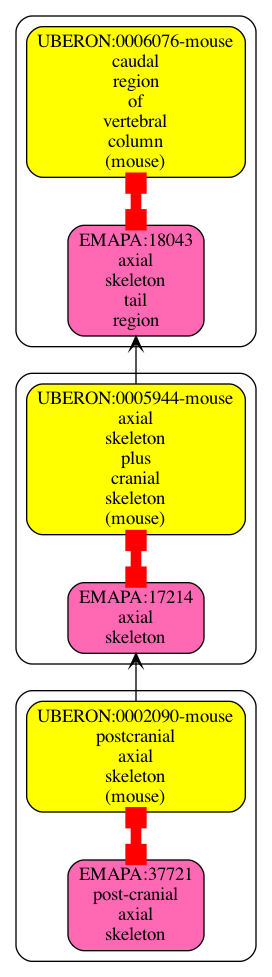 UBERON:0006076-mouse
caudal
region
of
vertebral
column
(mouse)
EMAPA:18043
axial
skeleton
tail
region
UBERON:0005944-mouse
axial
skeleton
plus
cranial
skeleton
(mouse)
EMAPA:17214
axial
skeleton
UBERON:0002090-mouse
postcranial
axial
skeleton
(mouse)
EMAPA:37721
post-cranial
axial
skeleton